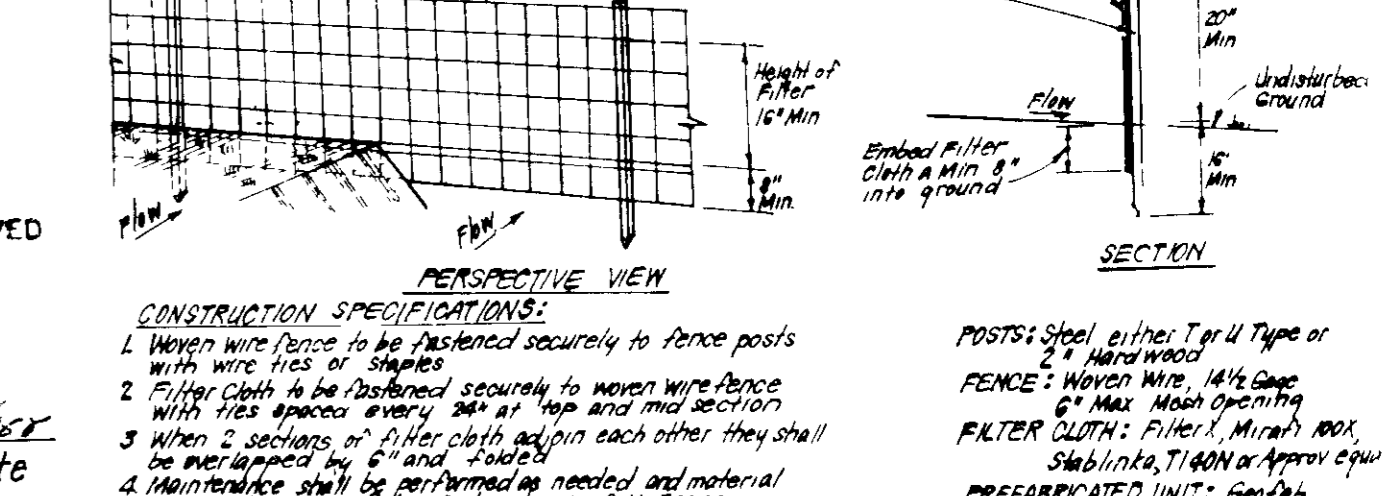 Height of
Filter
16" Min
8"
Min.
Flow
Flow
PERSPECTIVE VIEW
20"
Min
Undisturbed
Ground
Flow
Embed Filter
Cloth A Min 8"
into ground
16"
Min
SECTION
VED
te
CONSTRUCTION SPECIFICATIONS:
1. Woven wire fence to be fastened securely to fence posts
with wire ties or staples
2 Filter Cloth to be fastened securely to woven wire fence
with ties spaced every 24" at top and mid section
3 When 2 sections of filter cloth adjoin each other they shall
be overlapped by 6" and folded
4 Maintenance shall be performed as needed and material
POSTS: Steel either T or U Type or
2" Hardwood
FENCE: Woven Wire, 14½ Gage
6" Max Mesh Opening
FILTER CLOTH: Filter X, Mirafi 100X,
Stablinka, T140N or Approv equa
PREFABRICATED UNIT: Geofab